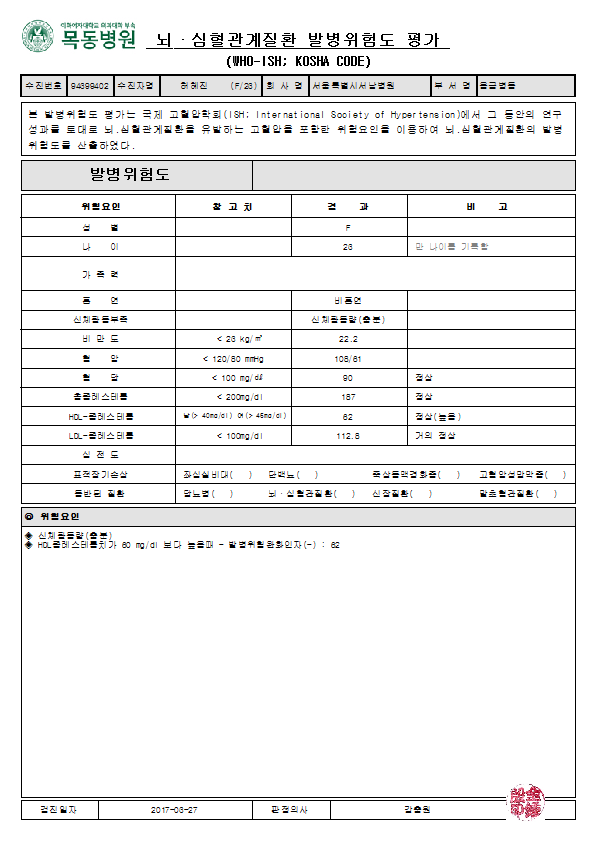 이화여자대학교 의과대학 부속
목동병원
뇌·심혈관계질환 발병위험도 평가
(WHO-ISH; KOSHA CODE)
수진번호 94399402 수진자명 허혜진 (F/23) 회 사 명 서울특별시서남병원 부 서 명 응급병동
본 발병위험도 평가는 국제 고혈압학회(ISH; International Society of Hypertension)에서 그 동안의 연구
성과를 토대로 뇌.심혈관계질환을 유발하는 고혈압을 포함한 위험요인을 이용하여 뇌.심혈관계질환의 발병
위험도를 산출하였다.
발병위험도
위험요인 참 고 치 결 과 비 고
성 별 F
나 이 23 만 나이를 기록함
가 족 력
흡 연 비흡연
신체활동부족 신체활동량(충분)
비 만 도 < 23 kg/㎡ 22.2
혈 압 < 120/80 mmHg 108/61
혈 당 < 100 mg/㎗ 90 정상
총콜레스테롤 < 200mg/dl 187 정상
HDL-콜레스테롤 남(> 40mg/dl) 여(> 45mg/dl) 62 정상(높음)
LDL-콜레스테롤 < 100mg/dl 112.8 거의 정상
심 전 도
표적장기손상 좌심실비대( ) 단백뇨( ) 죽상동맥경화증( ) 고혈압성망막증( )
동반된 질환 당뇨병( ) 뇌·심혈관질환( ) 신장질환( ) 말초혈관질환( )
◎ 위험요인
◈ 신체활동량(충분)
◈ HDL콜레스테롤치가 60 mg/dl 보다 높을때 - 발병위험완화인자(-) : 62
검진일자 2017-03-27 판정의사 김출원